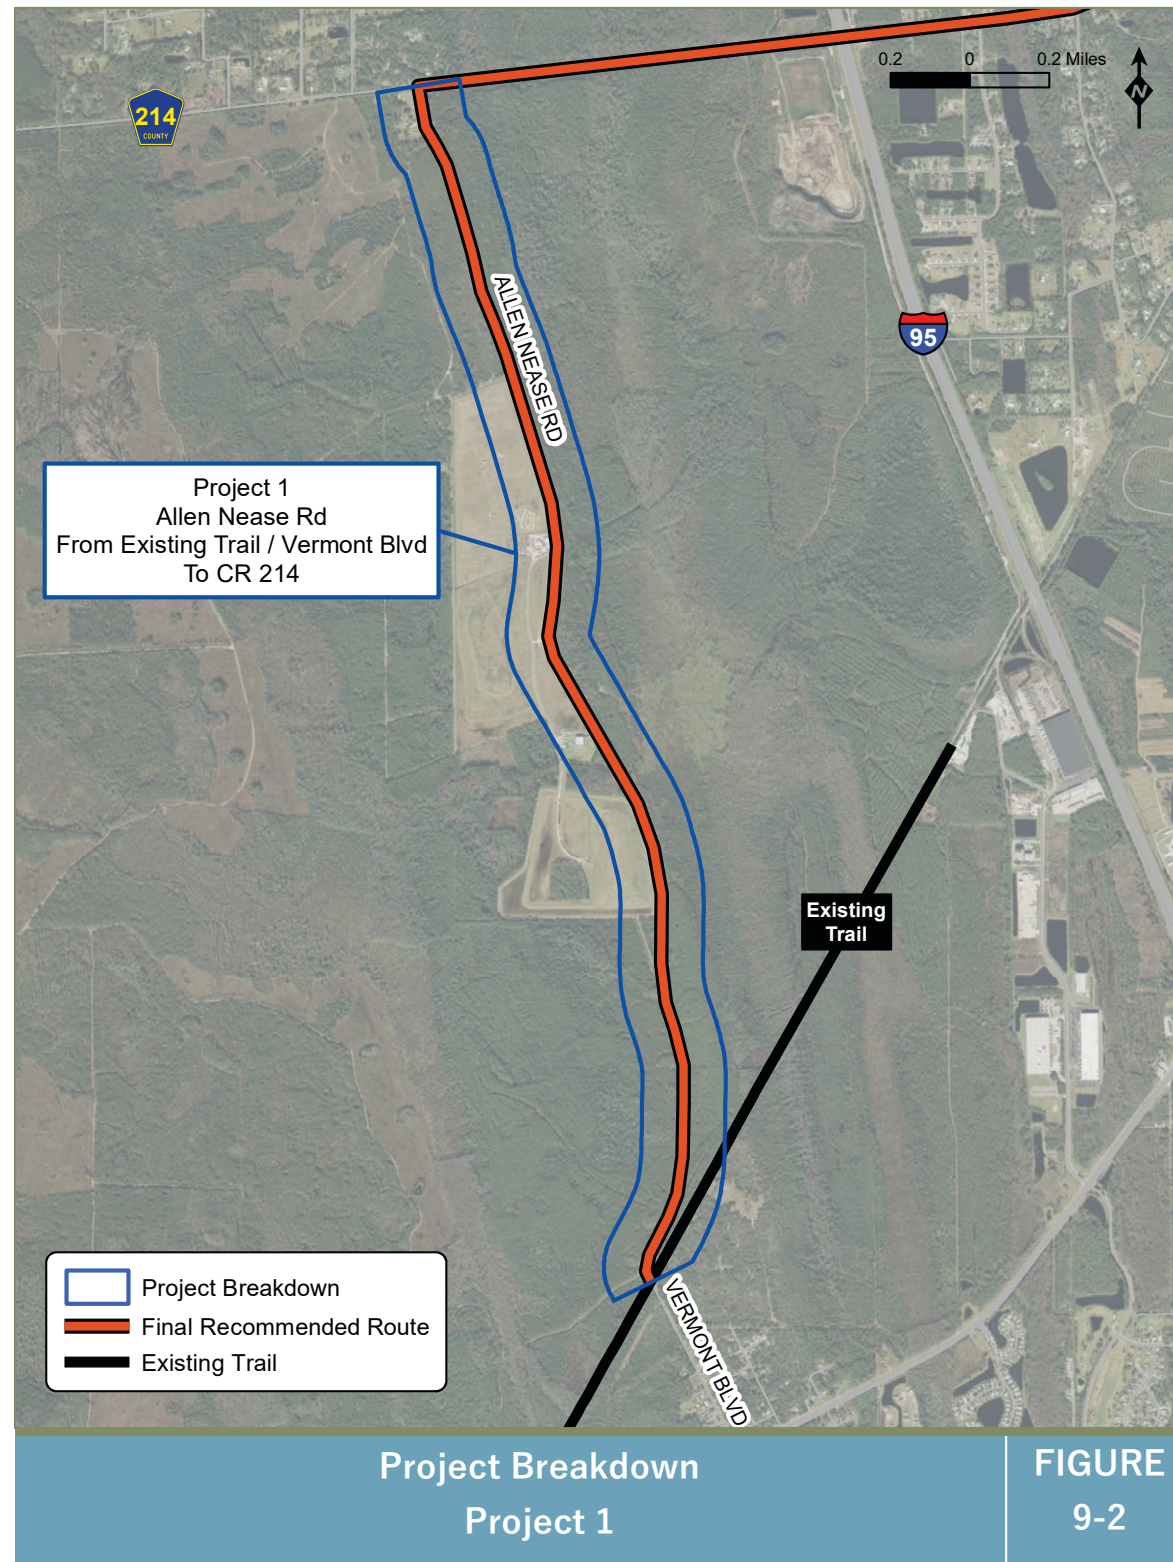 0.2 0 0.2 Miles
N
214
COUNTY
ALLEN NEASE RD
95
Project 1
Allen Nease Rd
From Existing Trail / Vermont Blvd
To CR 214
Existing
Trail
VERMONT BLVD
Project Breakdown
Final Recommended Route
Existing Trail
Project Breakdown
Project 1
FIGURE
9-2